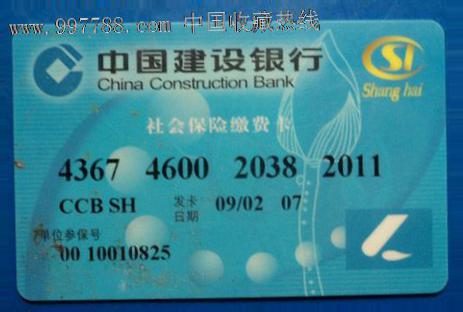 www.997788.com 中国收藏热线
中国建设银行
China Construction Bank
SI
Shang hai
社会保险缴费卡
4367 4600 2038 2011
CCB SH 发卡日期 09/02 07
单位参保号
00 10010825